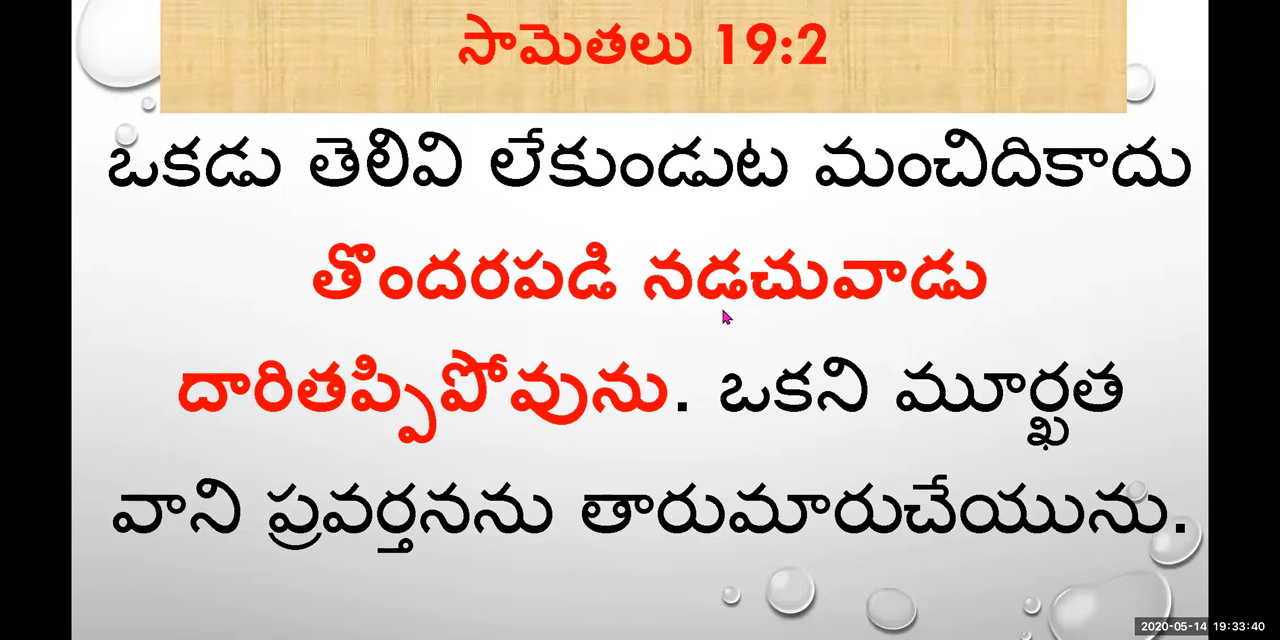 సామెతలు 19:2
ఒకడు తెలివి లేకుండుట మంచిదికాదు
తొందరపడి నడచువాడు
దారితప్పిపోవును. ఒకని మూర్ఖత
వాని ప్రవర్తనను తారుమారుచేయును.
2020-05-14 19:33:40